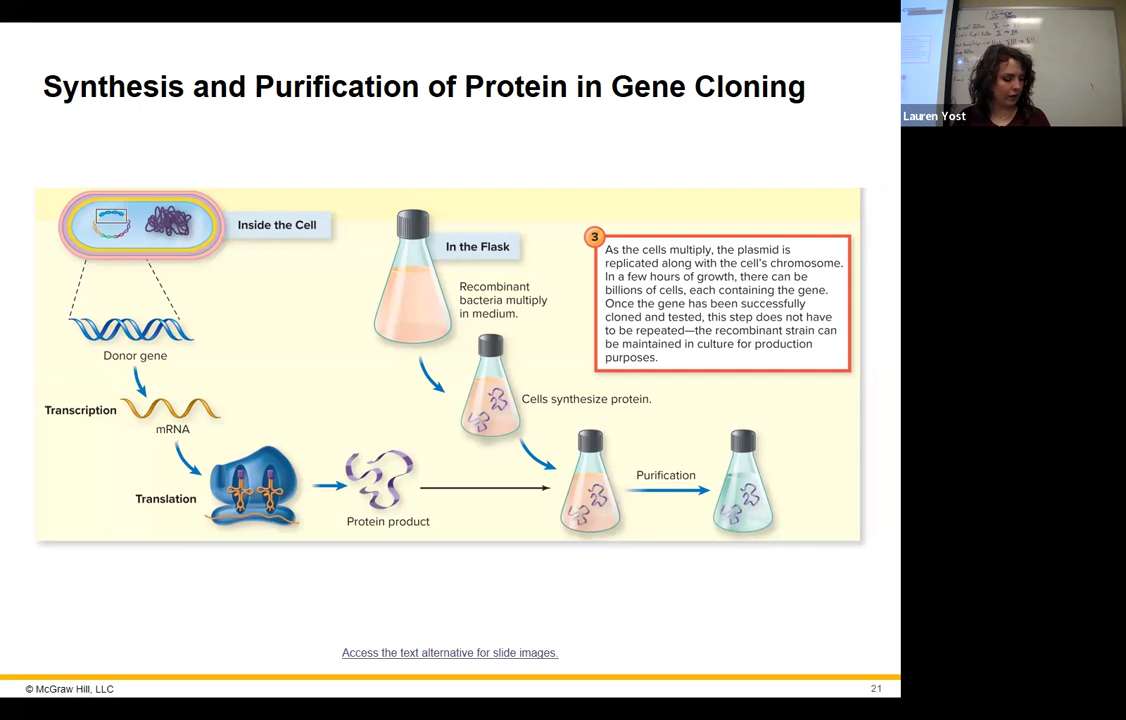 Synthesis and Purification of Protein in Gene Cloning
Lauren Yost
Inside the Cell
In the Flask
Donor gene
Transcription
mRNA
Translation
Protein product
Recombinant
bacteria multiply
in medium.
Cells synthesize protein.
Purification
3
As the cells multiply, the plasmid is
replicated along with the cell's chromosome.
In a few hours of growth, there can be
billions of cells, each containing the gene.
Once the gene has been successfully
cloned and tested, this step does not have
to be repeated—the recombinant strain can
be maintained in culture for production
purposes.
Access the text alternative for slide images.
© McGraw Hill, LLC
21